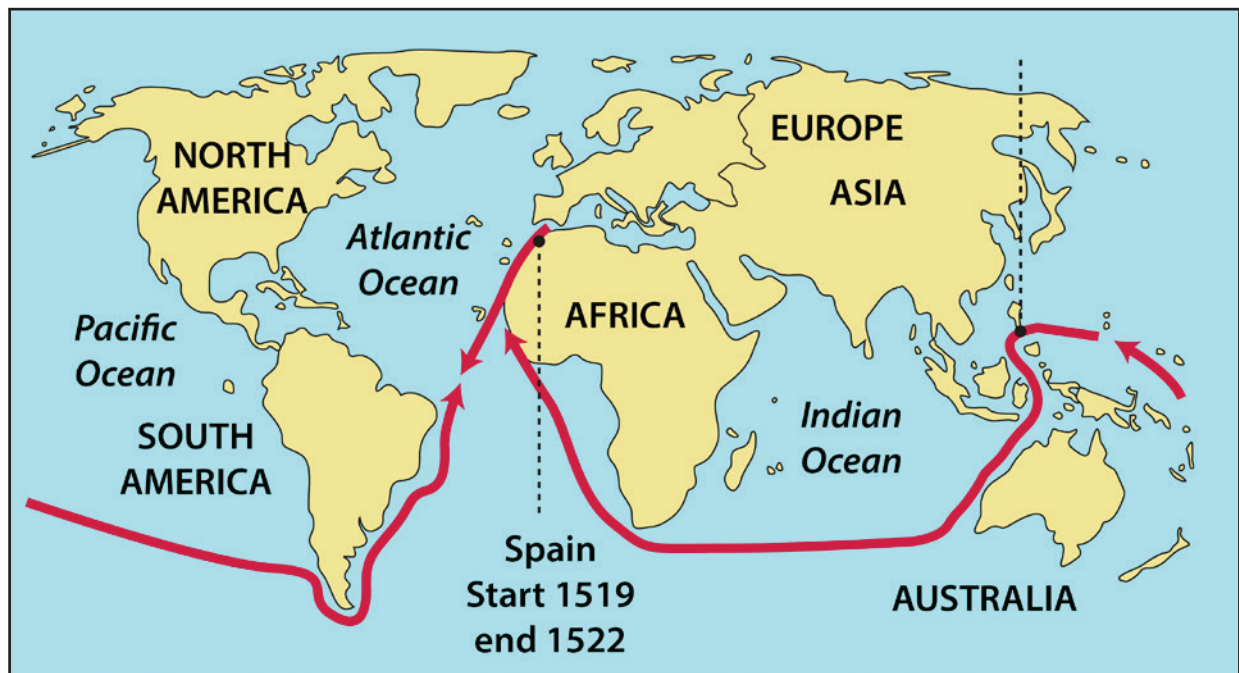 NORTH
AMERICA
Atlantic
Ocean
Pacific
Ocean
SOUTH
AMERICA
EUROPE
ASIA
AFRICA
Indian
Ocean
Spain
Start 1519
end 1522
AUSTRALIA